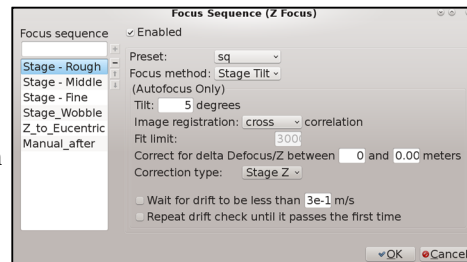 Focus Sequence (Z Focus)
Focus sequence
Stage - Rough
Stage - Middle
Stage - Fine
Stage_Wobble
Z_to_Eucentric
Manual_after
Enabled
Preset: sq
Focus method: Stage Tilt
(Autofocus Only)
Tilt: 5 degrees
Image registration: cross correlation
Fit limit: 3000
Correct for delta Defocus/Z between 0 and 0.00 meters
Correction type: Stage Z
Wait for drift to be less than 3e-1 m/s
Repeat drift check until it passes the first time
OK Cancel